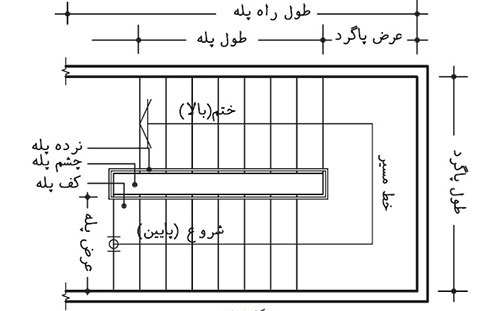 طول راه پله
عرض پاگرد
طول پله
ختم(بالا)
نرده پله
چشم پله
کف پله
خط مسیر
طول پاگرد
عرض پله
شروع (پایین)